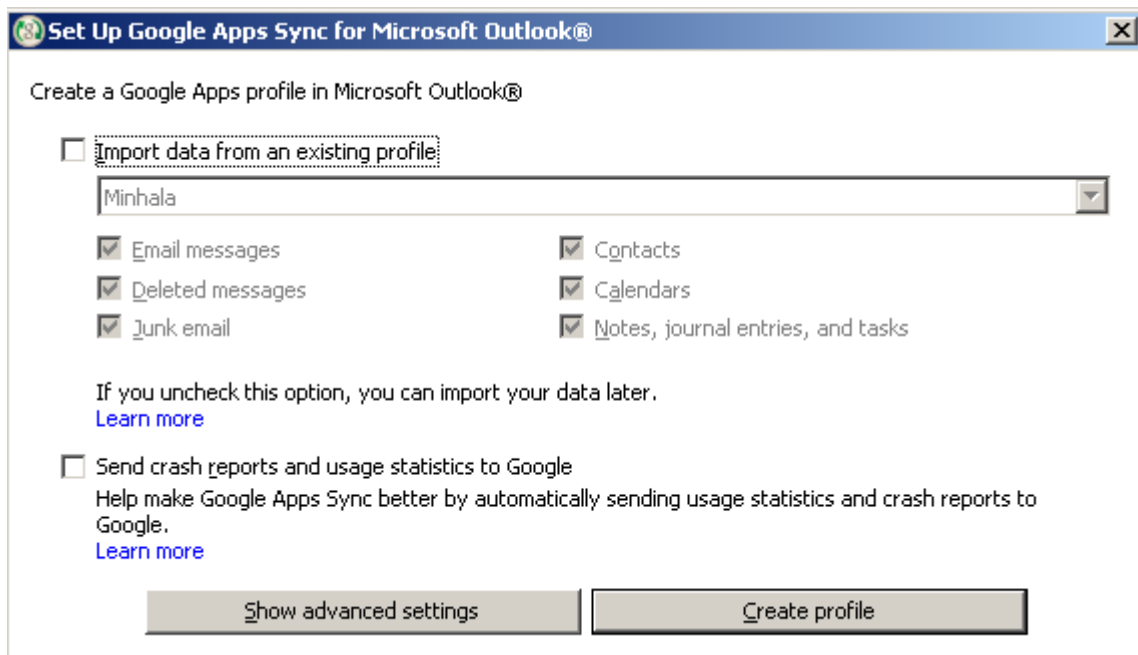 Set Up Google Apps Sync for Microsoft Outlook®
Create a Google Apps profile in Microsoft Outlook®
Import data from an existing profile
Minhala
Email messages
Contacts
Deleted messages
Calendars
Junk email
Notes, journal entries, and tasks
If you uncheck this option, you can import your data later.
Learn more
Send crash reports and usage statistics to Google
Help make Google Apps Sync better by automatically sending usage statistics and crash reports to
Google.
Learn more
Show advanced settings
Create profile